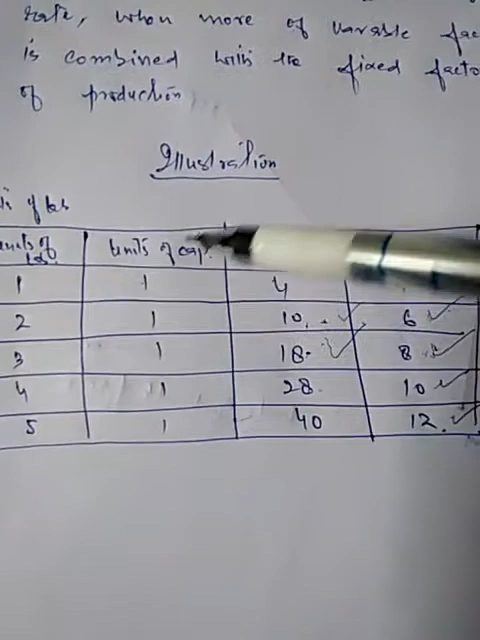 rate, when more of variable fac
is combined with the fixed facto
of production
Illustration
units of Units of cap.
1 1 4
2 1 10. 6
3 1 18. 8
4 1 28. 10
5 1 40 12.